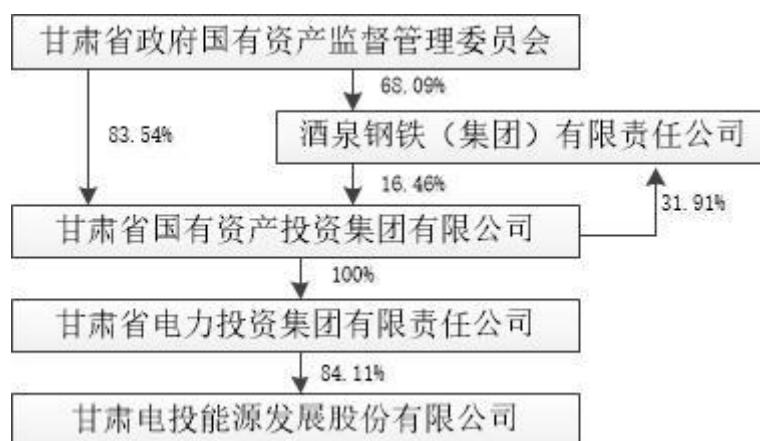 甘肃省政府国有资产监督管理委员会
68.09%
83.54%
酒泉钢铁（集团）有限责任公司
16.46%
31.91%
甘肃省国有资产投资集团有限公司
100%
甘肃省电力投资集团有限责任公司
84.11%
甘肃电投能源发展股份有限公司